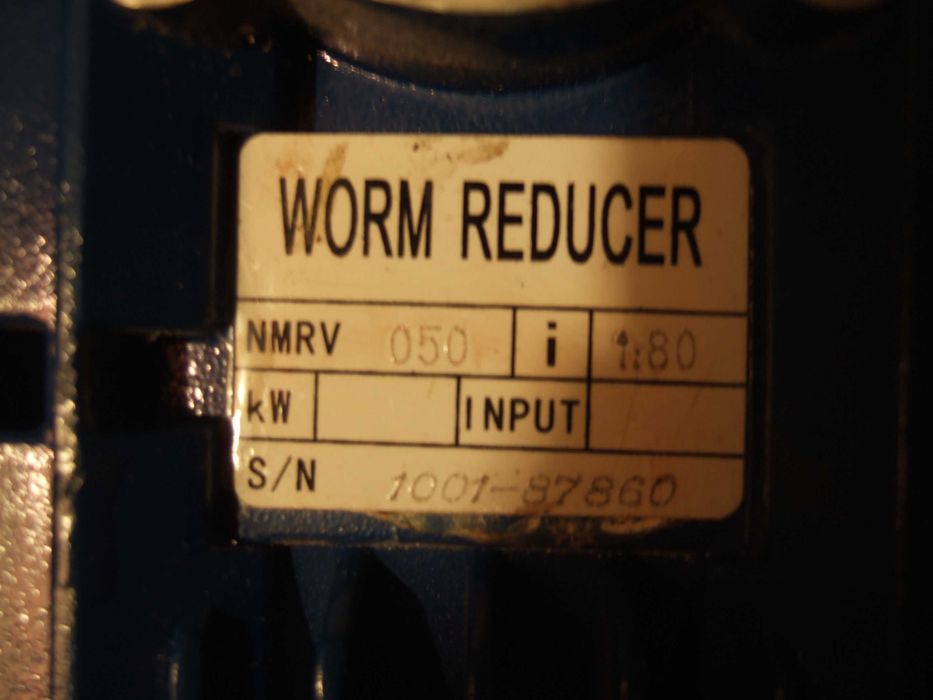 WORM REDUCER
NMRV 050 i 1:80
kW INPUT
S/N 1001-87860